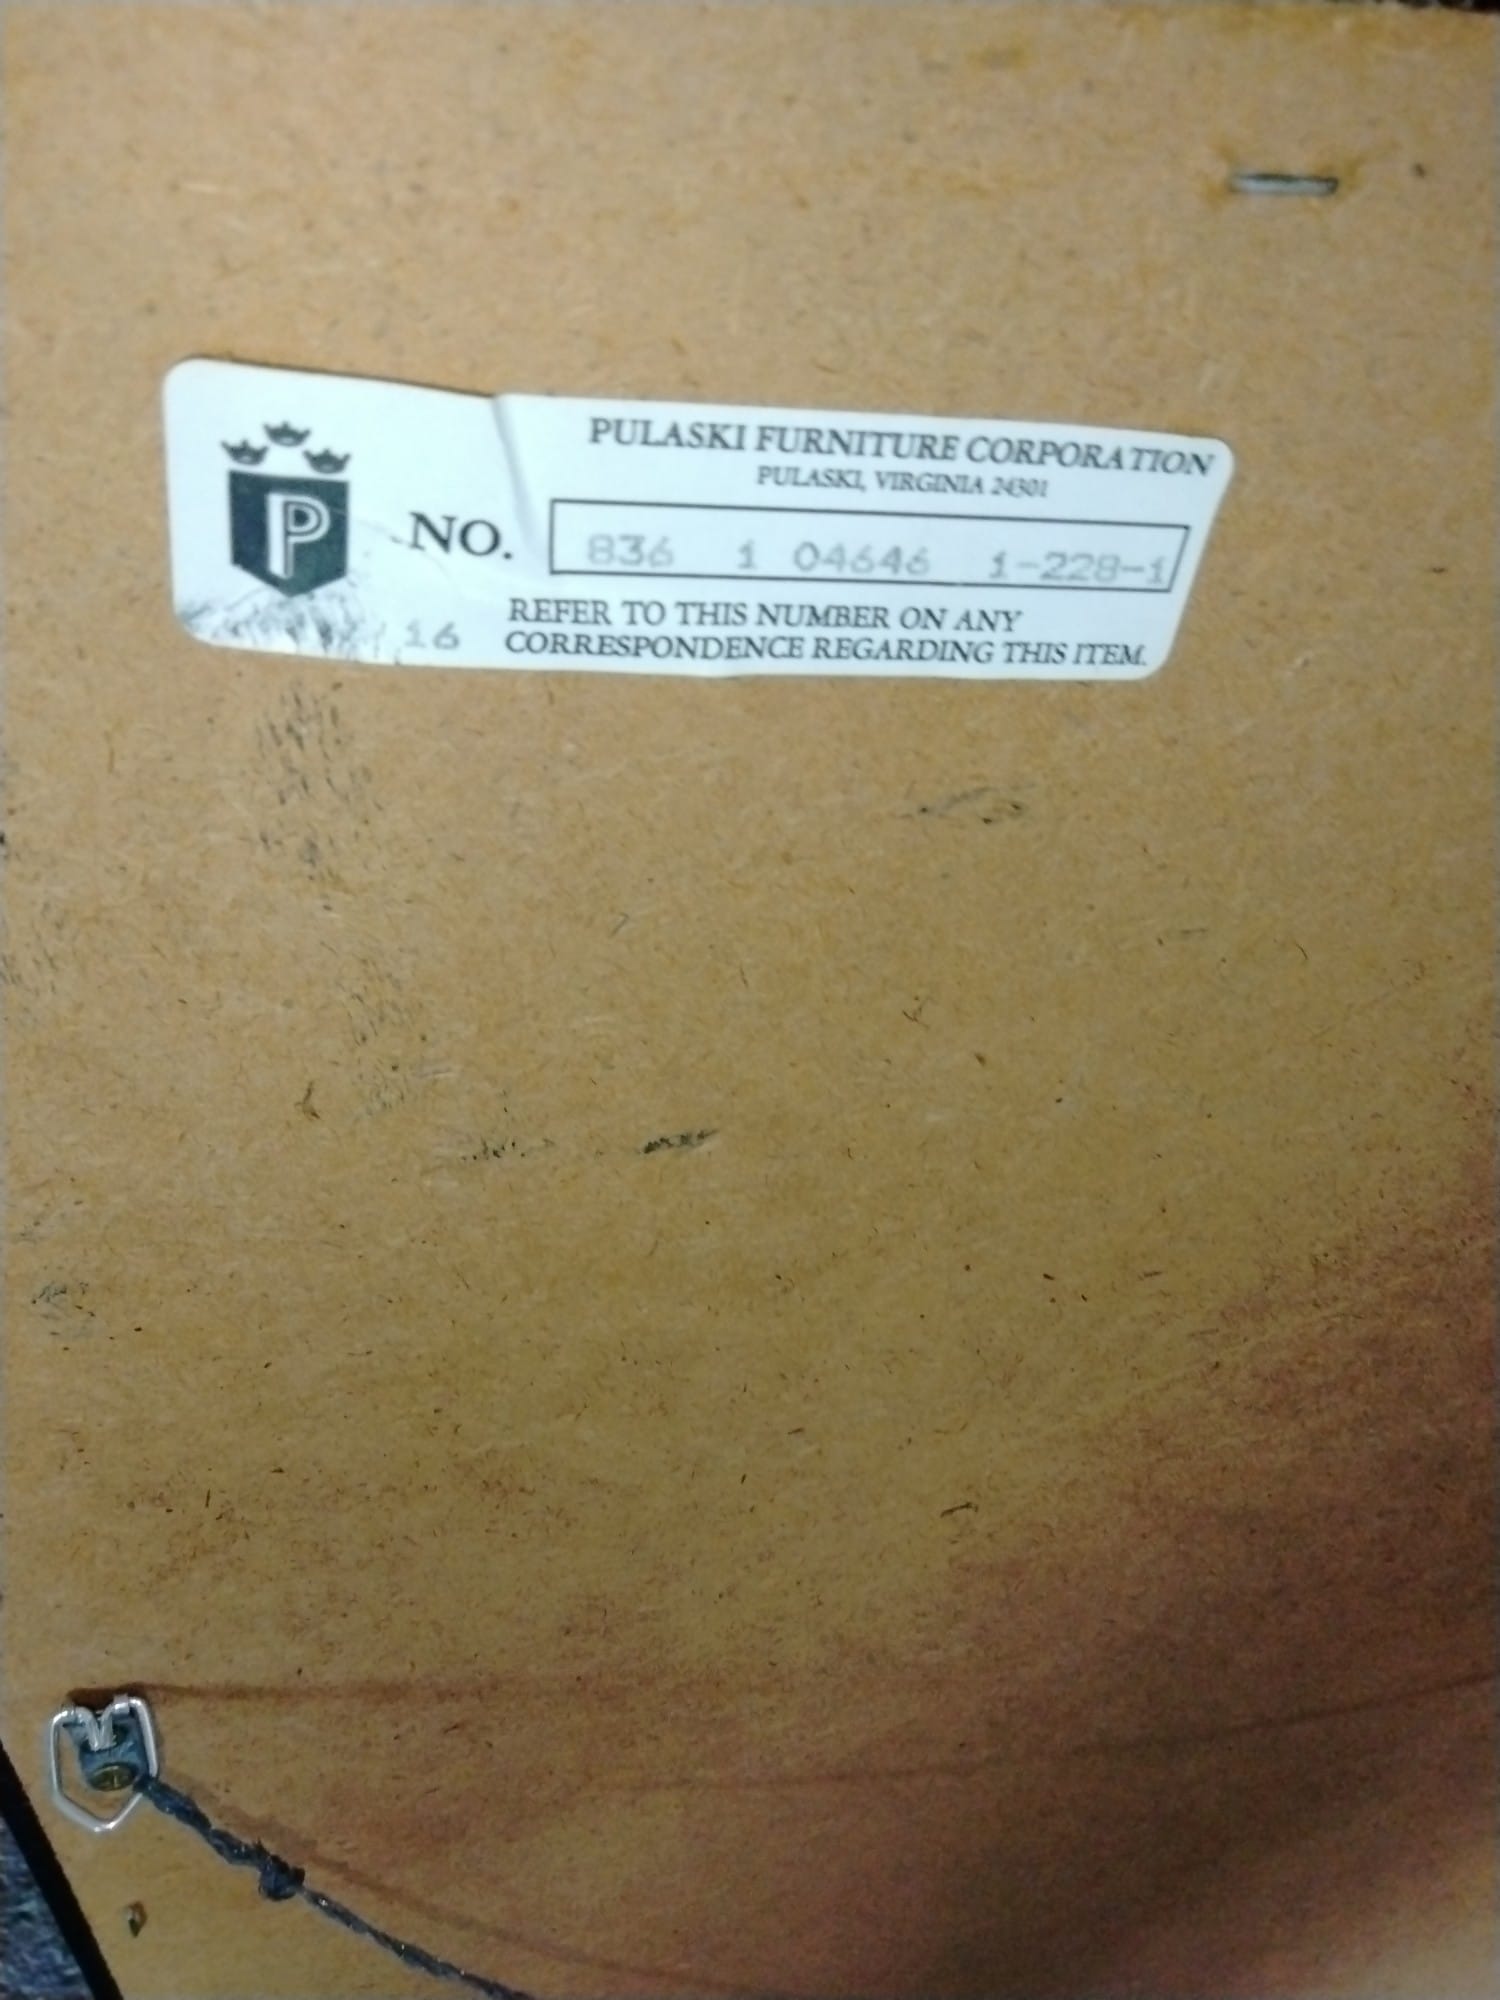 PULASKI FURNITURE CORPORATION
PULASKI, VIRGINIA 24301
P
NO. 836 1 04646 1-228-1
REFER TO THIS NUMBER ON ANY
16 CORRESPONDENCE REGARDING THIS ITEM.